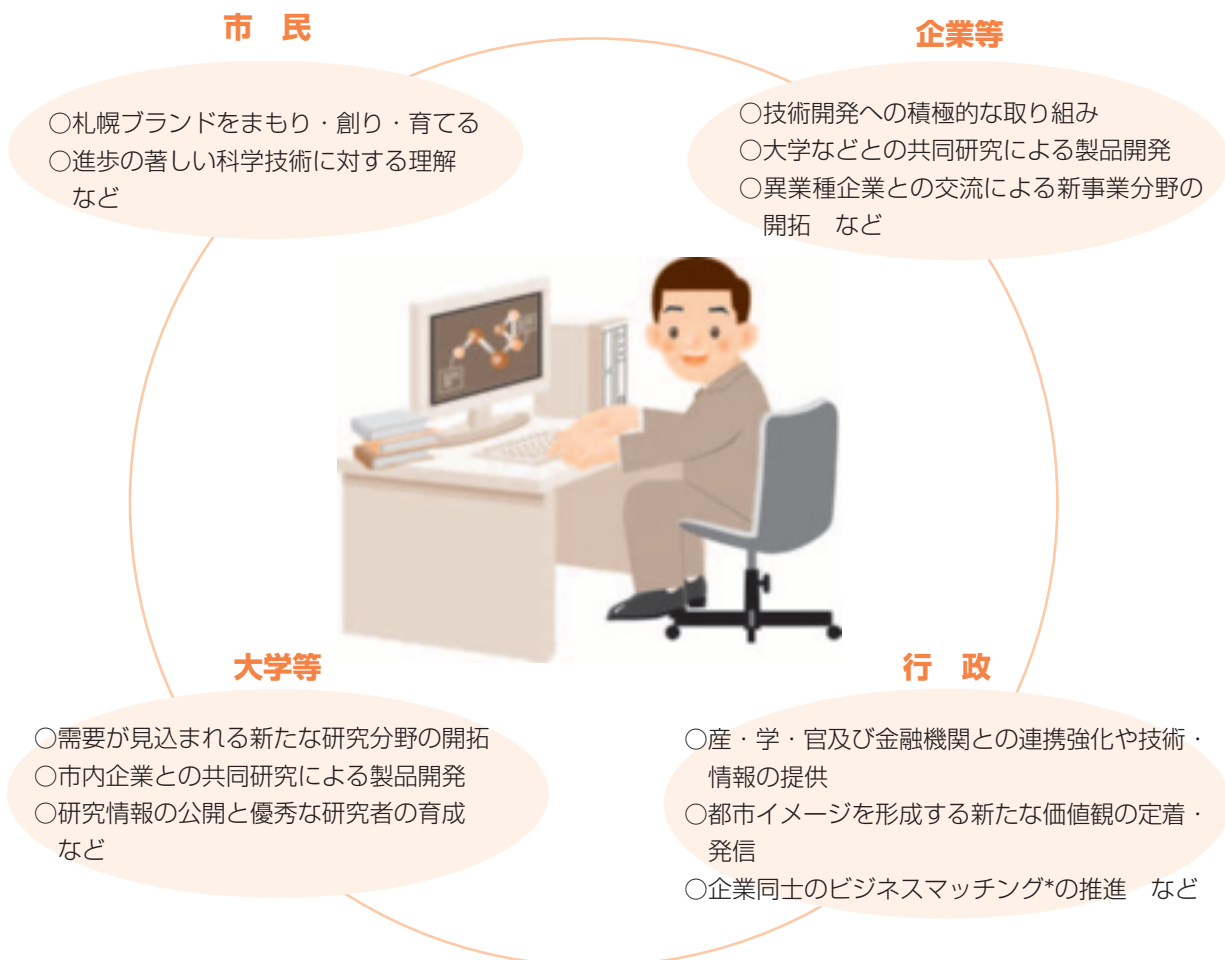 市　民
○札幌ブランドをまもり・創り・育てる
○進歩の著しい科学技術に対する理解
など
企業等
○技術開発への積極的な取り組み
○大学などとの共同研究による製品開発
○異業種企業との交流による新事業分野の
開拓　など
大学等
○需要が見込まれる新たな研究分野の開拓
○市内企業との共同研究による製品開発
○研究情報の公開と優秀な研究者の育成
など
行　政
○産・学・官及び金融機関との連携強化や技術・
情報の提供
○都市イメージを形成する新たな価値観の定着・
発信
○企業同士のビジネスマッチング*の推進　など